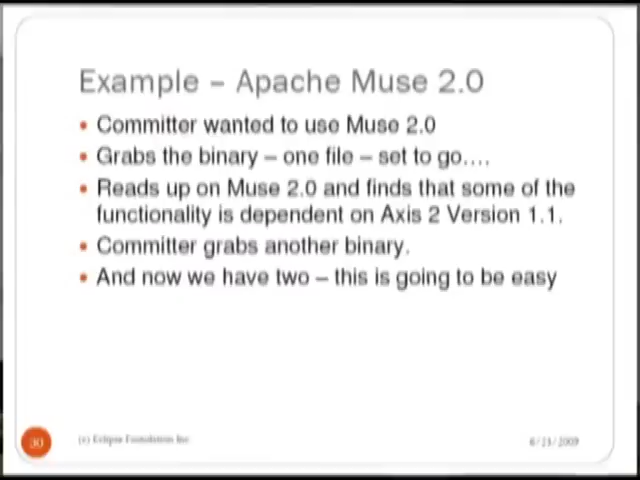 Example – Apache Muse 2.0
• Committer wanted to use Muse 2.0
• Grabs the binary – one file – set to go....
• Reads up on Muse 2.0 and finds that some of the
functionality is dependent on Axis 2 Version 1.1.
• Committer grabs another binary.
• And now we have two – this is going to be easy
30
(c) Eclipse Foundation Inc
6/23/2009